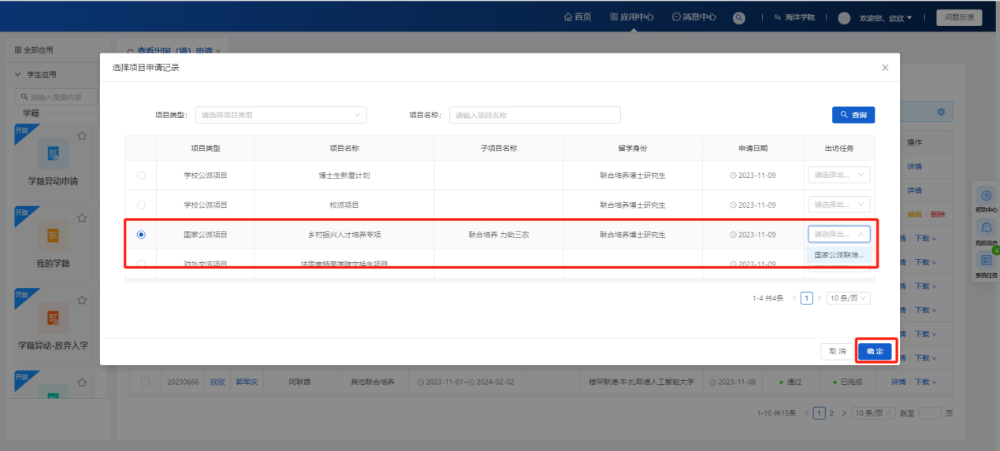 首页 应用中心 消息中心 海洋学院 欢迎您，欣欣 问题反馈
全部应用 查看出国（境）申请 ×
学生应用
请输入搜索内容
学籍
开放
学籍异动申请
开放
我的学籍
开放
学籍异动-放弃入学
开放
选择项目申请记录 X
项目类型： 请选择项目类型 项目名称： 请输入项目名称 查询
项目类型 项目名称 子项目名称 留学身份 申请日期 出访任务
学校公派项目 博士生新星计划 联合培养博士研究生 2023-11-09 请选择出...
学校公派项目 校派项目 联合培养博士研究生 2023-11-09 请选择出...
国家公派项目 乡村振兴人才培养专项 联合培养 力助三农 联合培养博士研究生 2023-11-09 请选择出...
国家公派联培...
对外交流项目 法国南特商学院交换生项目 2023-11-09
1-4 共4条 < 1 > 10 条/页
取 消 确 定
操作
详情
详情
编辑 删除
情 下载
情 下载
情 下载
情 下载
情 下载
情 下载
20230666 欣欣 郭军庆 阿联酋 其他联合培养 2023-11-01~2024-02-02 穆罕默德·本·扎耶德人工智能大学 2023-11-08 通过 已完成 详情 下载
1-10 共15条 < 1 2 > 10 条/页 跳至 页
帮助中心
我的消息
4
系统任务